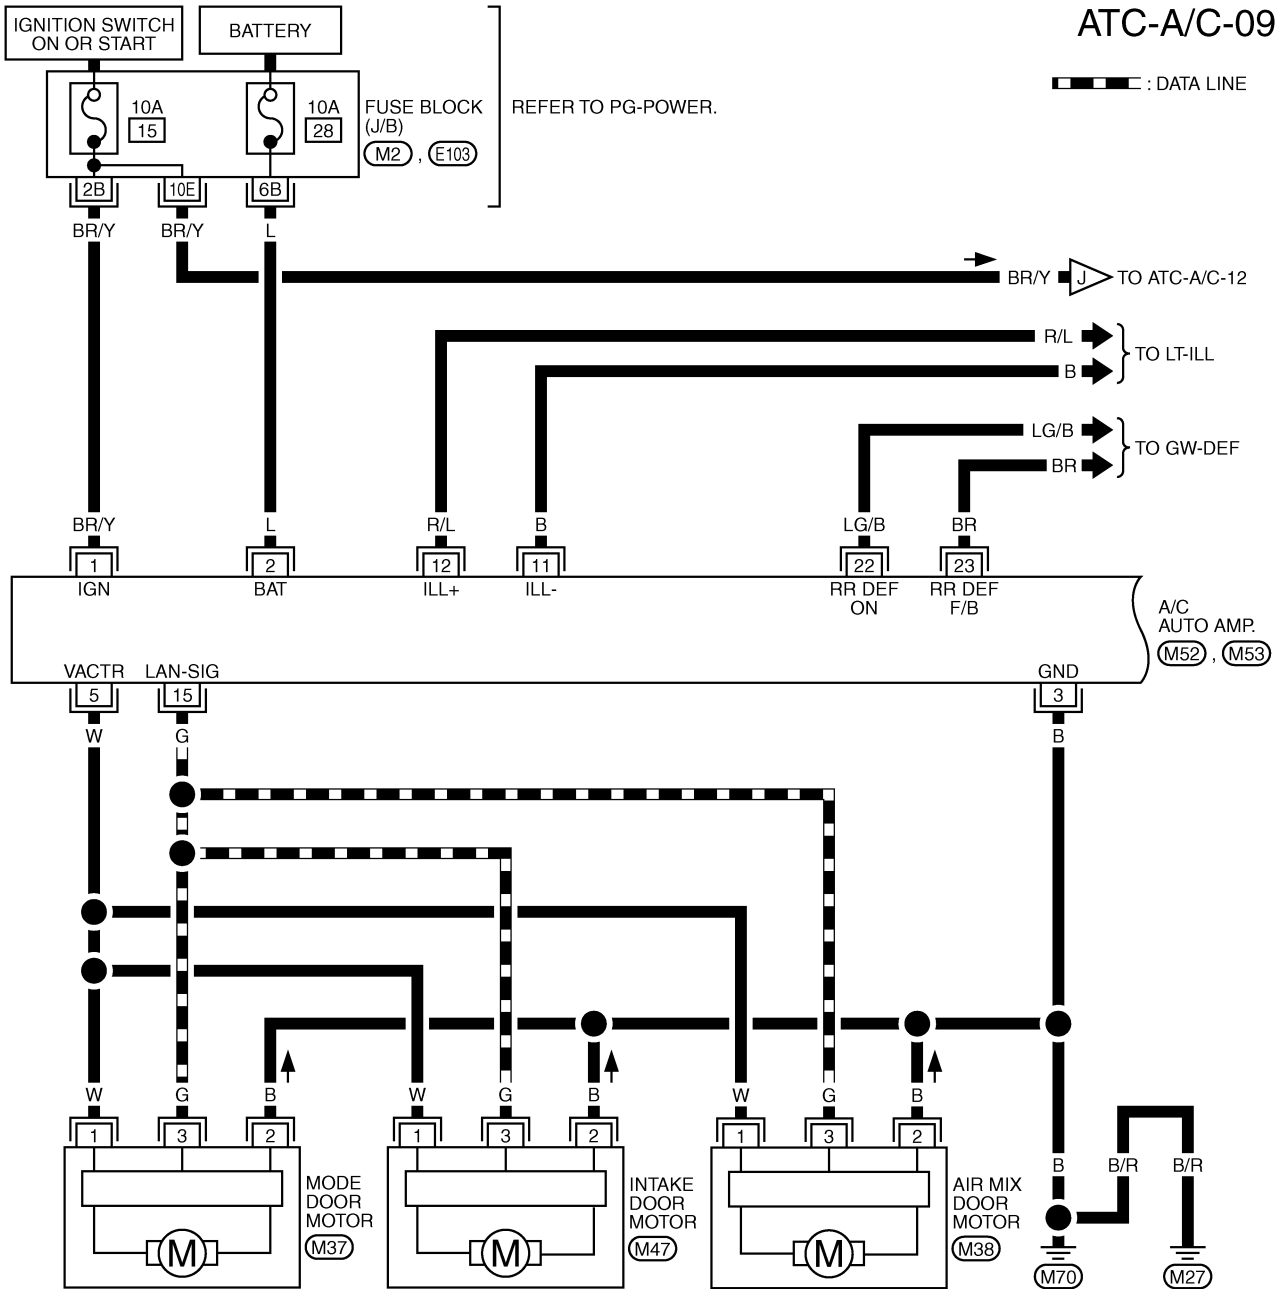 IGNITION SWITCH
ON OR START
BATTERY
ATC-A/C-09
: DATA LINE
10A
15
10A
28
FUSE BLOCK
(J/B)
M2 , E103
REFER TO PG-POWER.
2B 10E 6B
BR/Y BR/Y L
BR/Y J TO ATC-A/C-12
R/L
B
TO LT-ILL
LG/B
BR
TO GW-DEF
BR/Y L R/L B LG/B BR
1 2 12 11 22 23
IGN BAT ILL+ ILL- RR DEF ON RR DEF F/B
A/C
AUTO AMP.
M52 , M53
VACTR LAN-SIG GND
5 15 3
W G B
W G B W G B W G B
1 3 2 1 3 2 1 3 2
B B/R B/R
MODE
DOOR
MOTOR
M37
M
INTAKE
DOOR
MOTOR
M47
M
AIR MIX
DOOR
MOTOR
M38
M
M70 M27